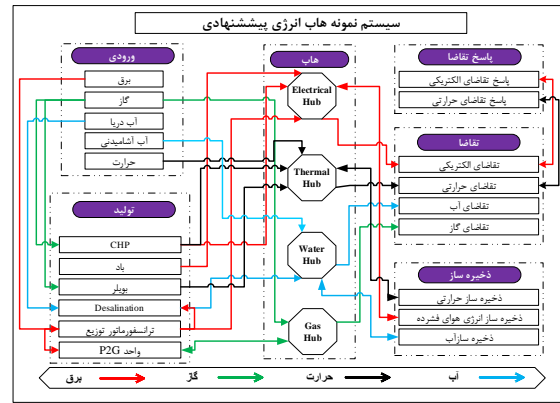 سیستم نمونه هاب انرژی پیششنهادی
ورودی
برق
گاز
آب دریا
آب آشامیدنی
حرارت
تولید
CHP
باد
بویلر
Desalination
ترانسفورماتور توزیع
واحد P2G
هاب
Electrical
Hub
Thermal
Hub
Water
Hub
Gas
Hub
پاسخ تقاضا
پاسخ تقاضای الکتریکی
پاسخ تقاضای حرارتی
تقاضا
تقاضای الکتریکی
تقاضای حرارتی
تقاضای آب
تقاضای گاز
ذخیره ساز
ذخیره ساز حرارتی
ذخیره ساز انرژی هوای فشرده
ذخیره سازآب
برق
گاز
حرارت
آب